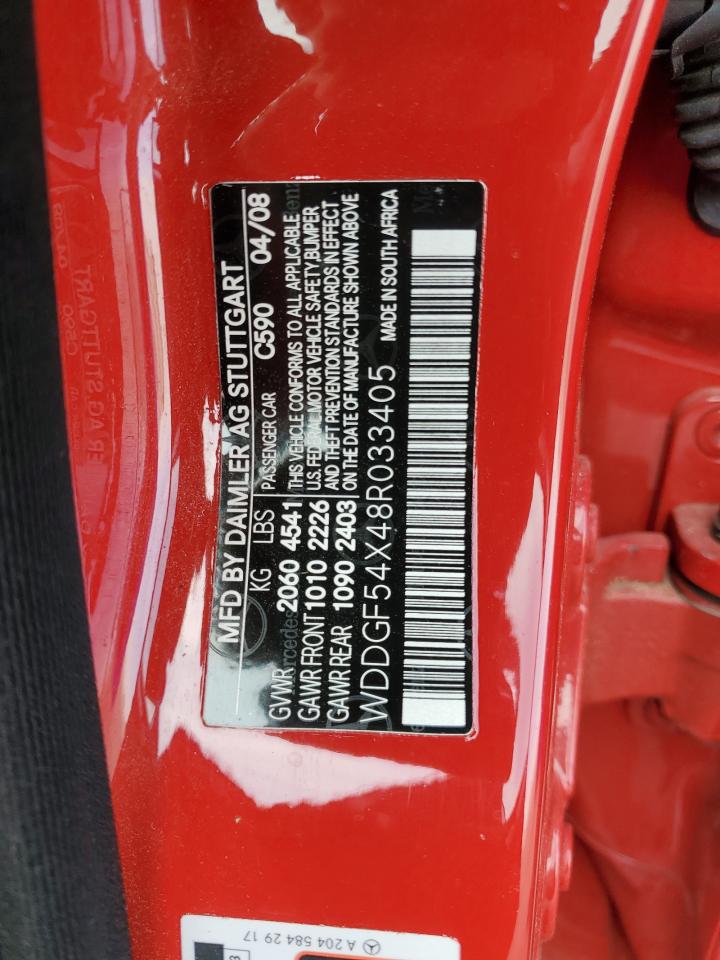 MFD BY DAIMLER AG STUTTGART
KG LBS PASSENGER CAR C590 04/08
GVWR 2060 4541 THIS VEHICLE CONFORMS TO ALL APPLICABLE
U.S. FEDERAL MOTOR VEHICLE SAFETY, BUMPER
GAWR FRONT 1010 2226 AND THEFT PREVENTION STANDARDS IN EFFECT
GAWR REAR 1090 2403 ON THE DATE OF MANUFACTURE SHOWN ABOVE
WDDGF54X48R033405 MADE IN SOUTH AFRICA
A 204 584 29 17